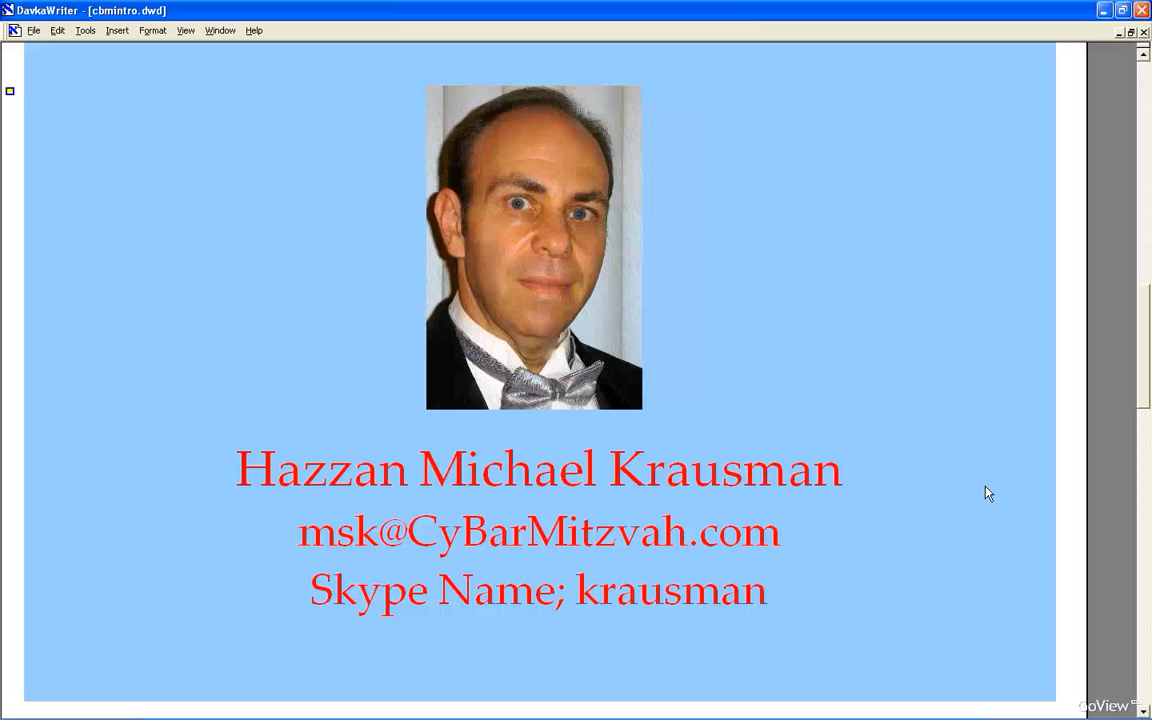 DavkaWriter - [cbmintro.dwd]
File Edit Tools Insert Format View Window Help
Hazzan Michael Krausman
msk@CyBarMitzvah.com
Skype Name; krausman
ooView